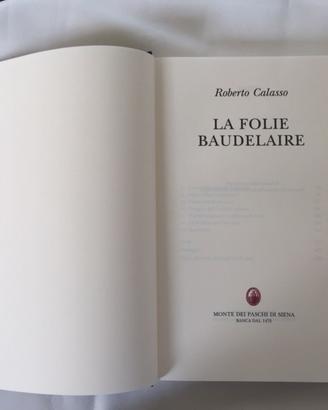 Roberto Calasso
LA FOLIE
BAUDELAIRE
MONTE DEI PASCHI DI SIENA
BANCA DAL 1472